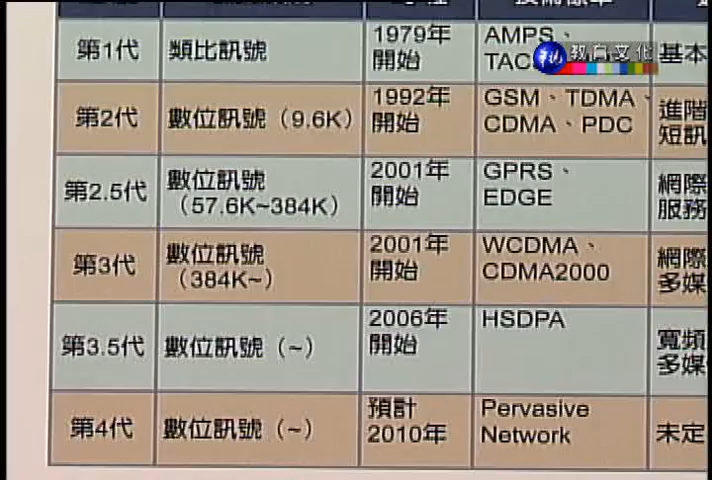 第1代
類比訊號
1979年
開始
AMPS、
基本
教育文化
第2代
數位訊號（9.6K）
1992年
開始
GSM、TDMA、
CDMA、PDC
進階
短訊
第2.5代
數位訊號
（57.6K~384K）
2001年
開始
GPRS、
EDGE
網際
服務
第3代
數位訊號
（384K~）
2001年
開始
WCDMA、
CDMA2000
網際
多媒
第3.5代
數位訊號（~）
2006年
開始
HSDPA
寬頻
多媒
第4代
數位訊號（~）
預計
2010年
Pervasive
Network
未定